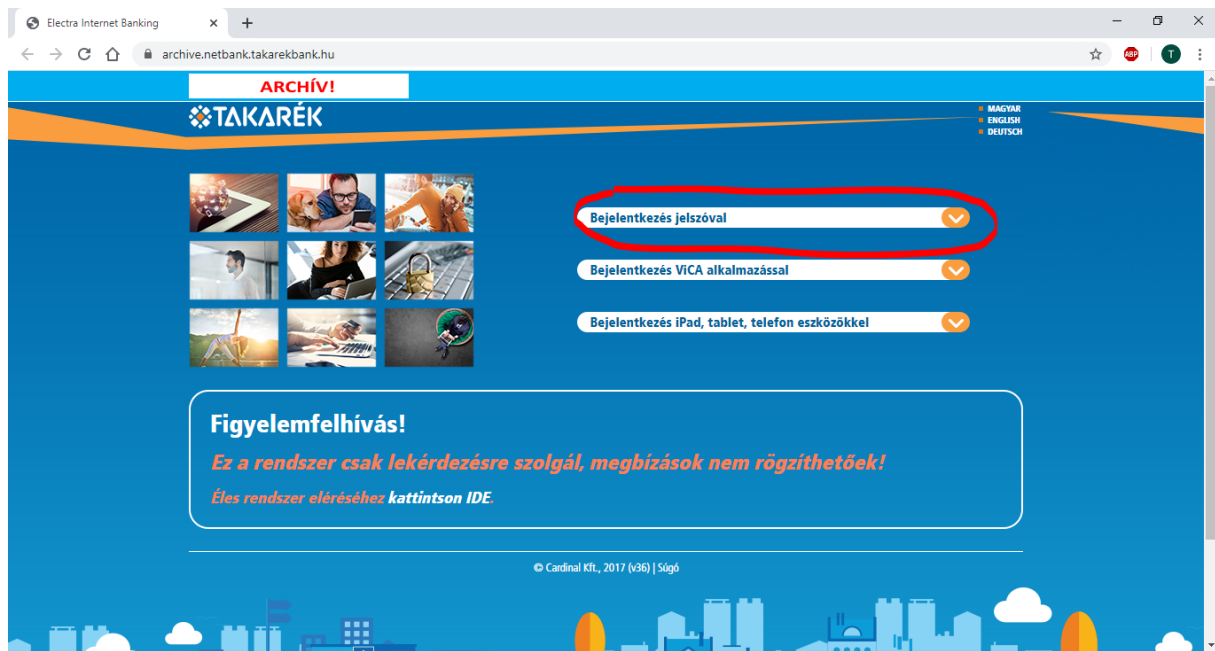 Electra Internet Banking
archive.netbank.takarekbank.hu
ABP
T
ARCHÍV!
TAKARÉK
MAGYAR
ENGLISH
DEUTSCH
Bejelentkezés jelszóval
Bejelentkezés ViCA alkalmazással
Bejelentkezés iPad, tablet, telefon eszközökkel
Figyelemfelhívás!
Ez a rendszer csak lekérdezésre szolgál, megbízások nem rögzíthetőek!
Éles rendszer eléréséhez kattintson IDE.
© Cardinal Kft., 2017 (v36) | Súgó